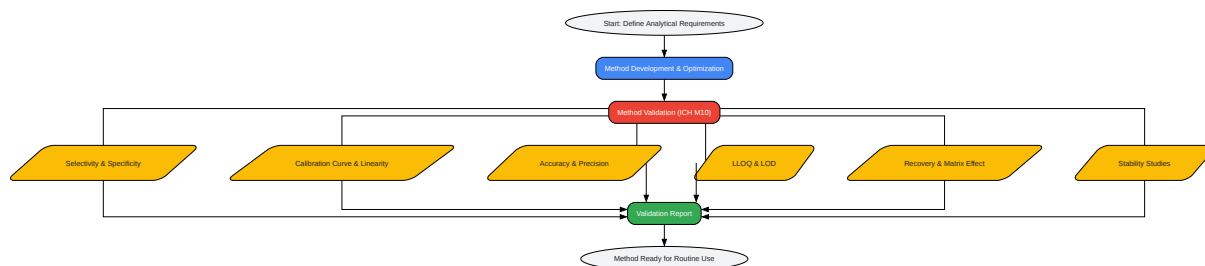 Start: Define Analytical Requirements
Method Development & Optimization
Method Validation (ICH M10)
Selectivity & Specificity
Calibration Curve & Linearity
Accuracy & Precision
LLOQ & LOD
Recovery & Matrix Effect
Stability Studies
Validation Report
Method Ready for Routine Use